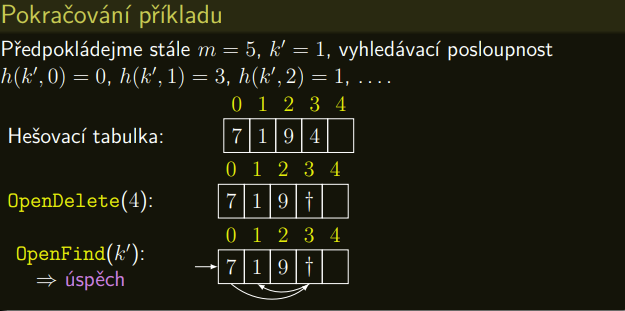 Pokračování příkladu
Předpokládejme stále m = 5, k′ = 1, vyhledávací posloupnost
h(k′, 0) = 0, h(k′, 1) = 3, h(k′, 2) = 1, . . . .
0 1 2 3 4
Hešovací tabulka: 7 1 9 4
0 1 2 3 4
OpenDelete(4): 7 1 9 †
0 1 2 3 4
OpenFind(k′): 7 1 9 †
⇒ úspěch